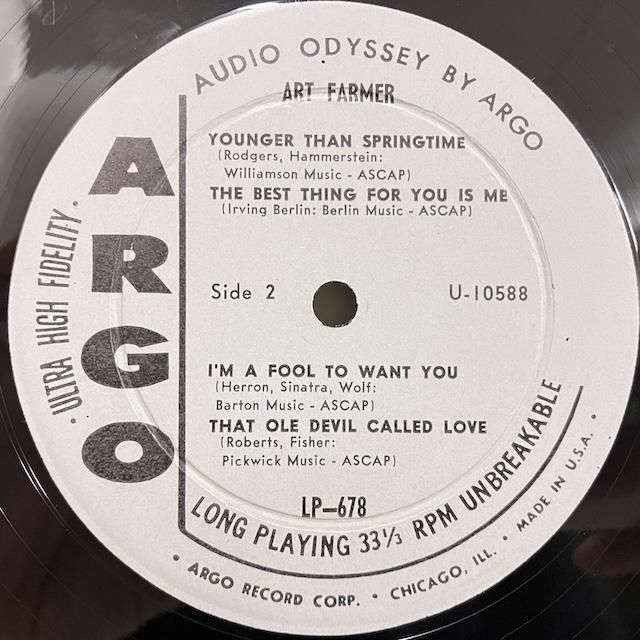 AUDIO ODYSSEY BY ARGO
ART FARMER
ARGO
• ULTRA HIGH FIDELITY •
YOUNGER THAN SPRINGTIME
(Rodgers, Hammerstein:
Williamson Music - ASCAP)
THE BEST THING FOR YOU IS ME
(Irving Berlin: Berlin Music - ASCAP)
Side 2 U-10588
I'M A FOOL TO WANT YOU
(Herron, Sinatra, Wolf:
Barton Music - ASCAP)
THAT OLE DEVIL CALLED LOVE
(Roberts, Fisher:
Pickwick Music - ASCAP)
LP—678
LONG PLAYING 33⅓ RPM UNBREAKABLE
• ARGO RECORD CORP. • CHICAGO, ILL. • MADE IN U.S.A. •